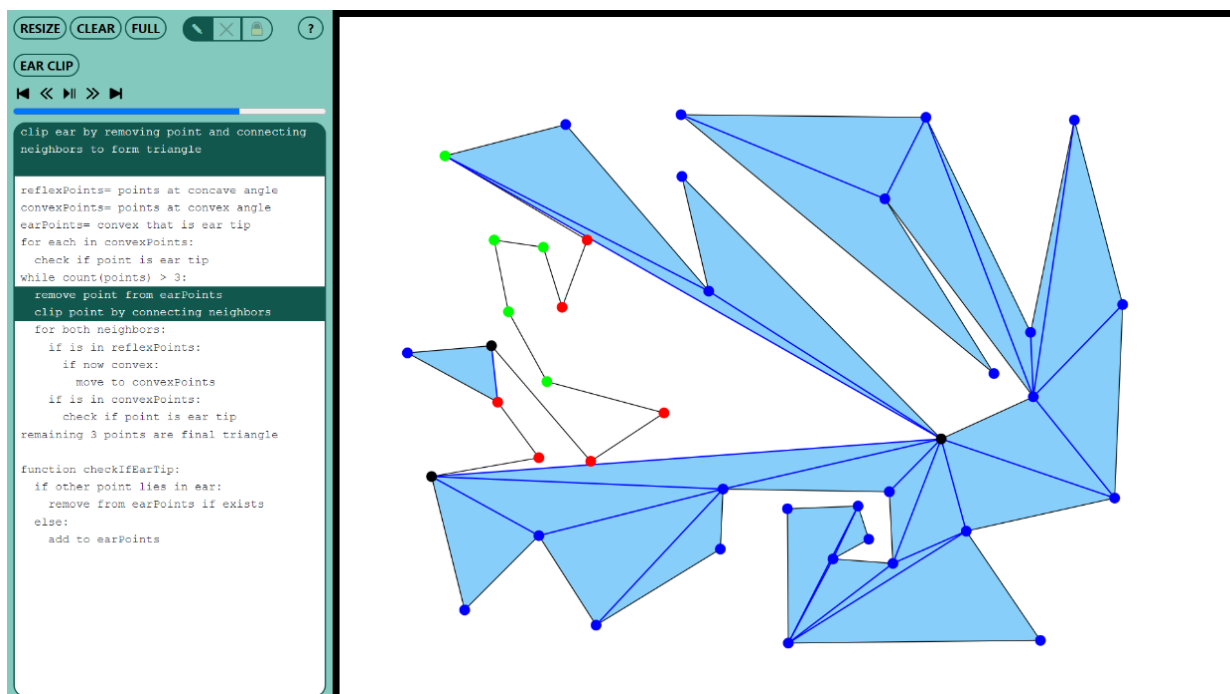 RESIZE CLEAR FULL ?
EAR CLIP
clip ear by removing point and connecting
neighbors to form triangle
reflexPoints= points at concave angle
convexPoints= points at convex angle
earPoints= convex that is ear tip
for each in convexPoints:
  check if point is ear tip
while count(points) > 3:
  remove point from earPoints
  clip point by connecting neighbors
  for both neighbors:
    if is in reflexPoints:
      if now convex:
        move to convexPoints
    if is in convexPoints:
      check if point is ear tip
remaining 3 points are final triangle
function checkIfEarTip:
  if other point lies in ear:
    remove from earPoints if exists
  else:
    add to earPoints